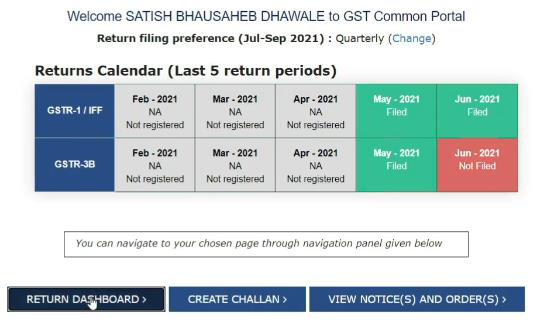 Welcome SATISH BHAUSAHEB DHAWALE to GST Common Portal
Return filing preference (Jul-Sep 2021) : Quarterly (Change)
Returns Calendar (Last 5 return periods)
GSTR-1 / IFF
Feb - 2021
NA
Not registered
Mar - 2021
NA
Not registered
Apr - 2021
NA
Not registered
May - 2021
Filed
Jun - 2021
Filed
GSTR-3B
Feb - 2021
NA
Not registered
Mar - 2021
NA
Not registered
Apr - 2021
NA
Not registered
May - 2021
Filed
Jun - 2021
Not Filed
You can navigate to your chosen page through navigation panel given below
RETURN DASHBOARD >
CREATE CHALLAN >
VIEW NOTICE(S) AND ORDER(S) >